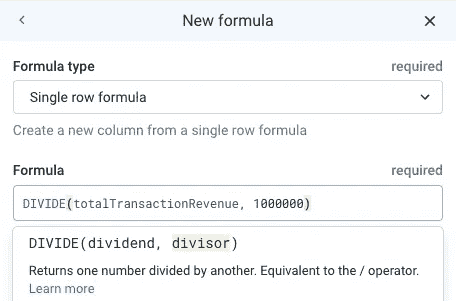 New formula
Formula type required
Single row formula
Create a new column from a single row formula
Formula required
DIVIDE(totalTransactionRevenue, 1000000)
DIVIDE(dividend, divisor)
Returns one number divided by another. Equivalent to the / operator.
Learn more